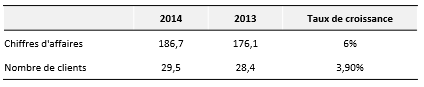 2014 2013 Taux de croissance
Chiffres d'affaires 186,7 176,1 6%
Nombre de clients 29,5 28,4 3,90%